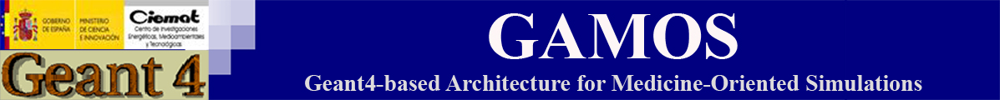 GOBIERNO
DE ESPAÑA
MINISTERIO
DE CIENCIA
E INNOVACIÓN
Ciemat
Centro de Investigaciones
Energéticas, Medioambientales
y Tecnológicas
Geant 4
GAMOS
Geant4-based Architecture for Medicine-Oriented Simulations